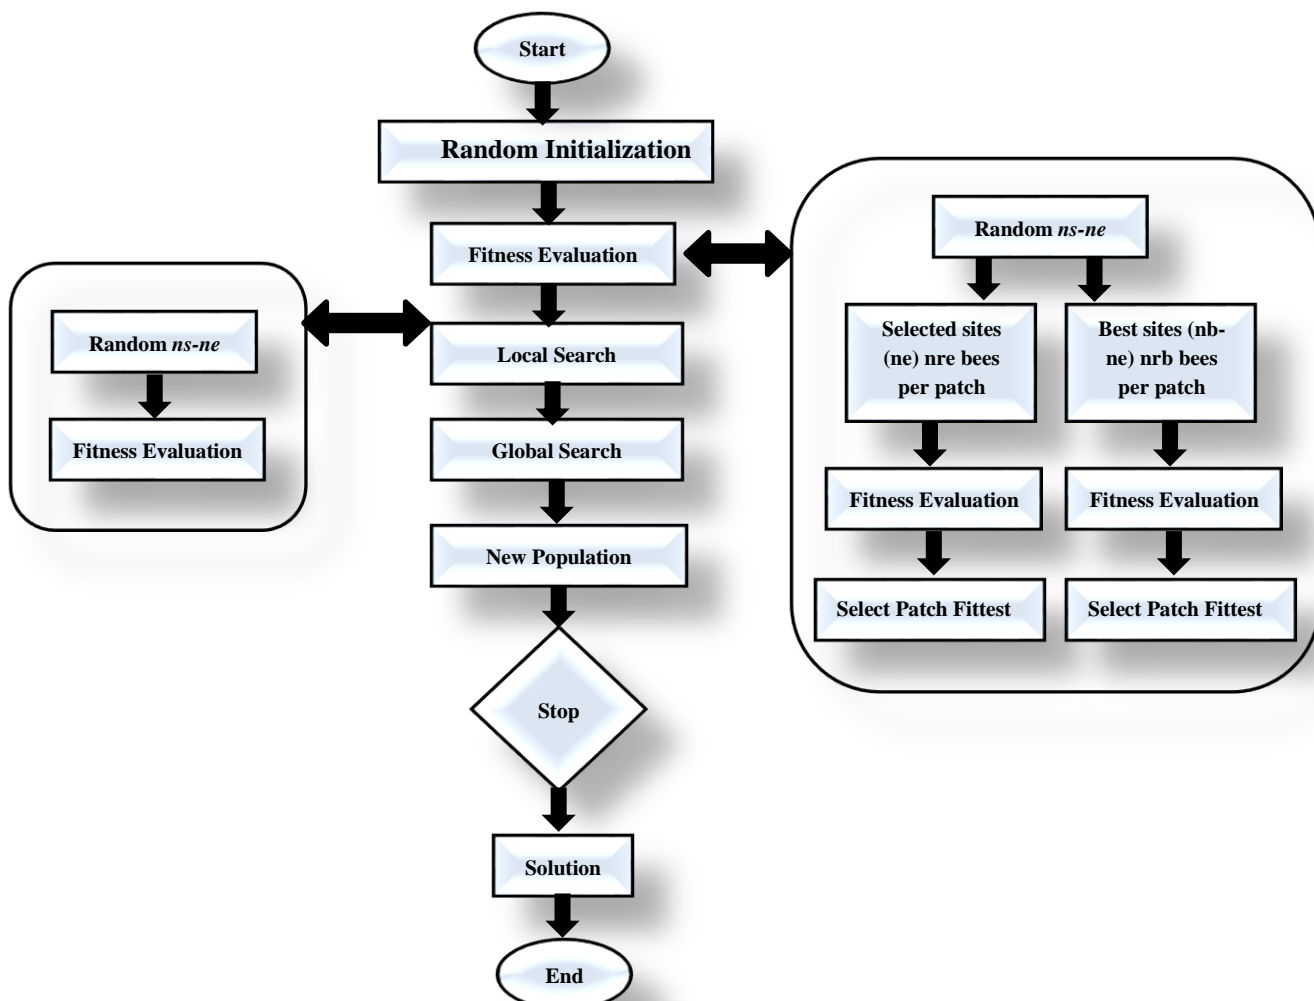 Start
Random Initialization
Fitness Evaluation
Local Search
Global Search
New Population
Stop
Solution
End
Random ns-ne
Fitness Evaluation
Random ns-ne
Selected sites
(ne) nre bees
per patch
Best sites (nb-
ne) nrb bees
per patch
Fitness Evaluation
Fitness Evaluation
Select Patch Fittest
Select Patch Fittest